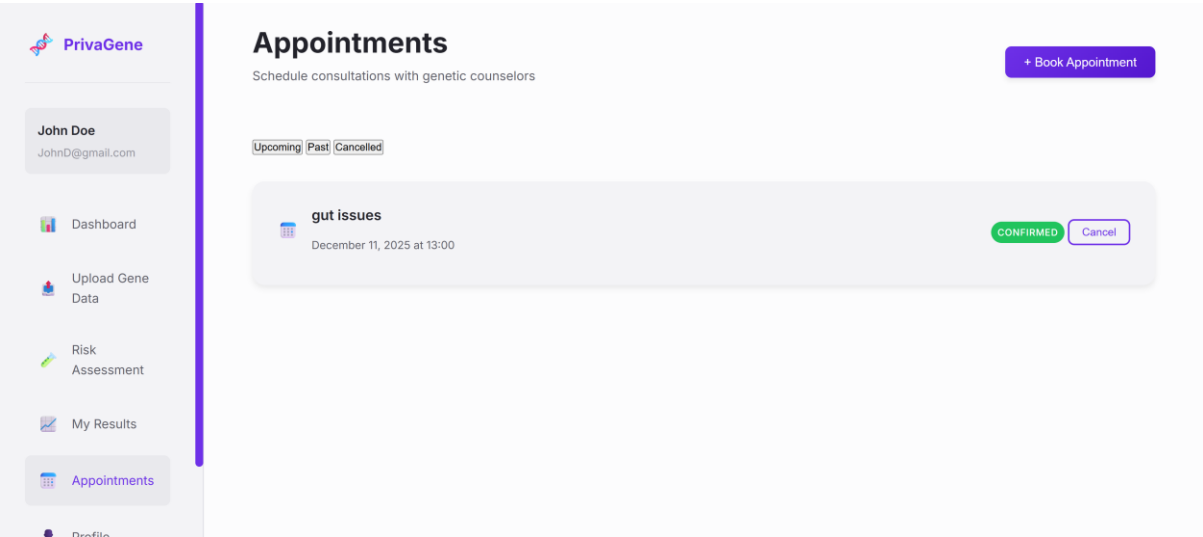 PrivaGene
John Doe
JohnD@gmail.com
Dashboard
Upload Gene
Data
Risk
Assessment
My Results
Appointments
Profile
Appointments
Schedule consultations with genetic counselors
+ Book Appointment
Upcoming Past Cancelled
gut issues
December 11, 2025 at 13:00
CONFIRMED Cancel